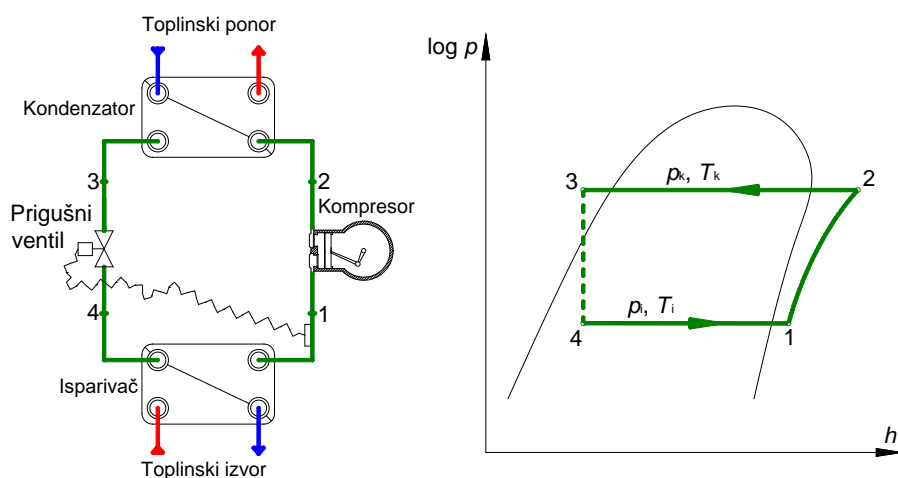 Toplinski ponor
Kondenzator
3
2
Prigušni
ventil
Kompresor
4
1
Isparivač
Toplinski izvor
log p
3
pk, Tk
2
pi, Ti
4
1
h